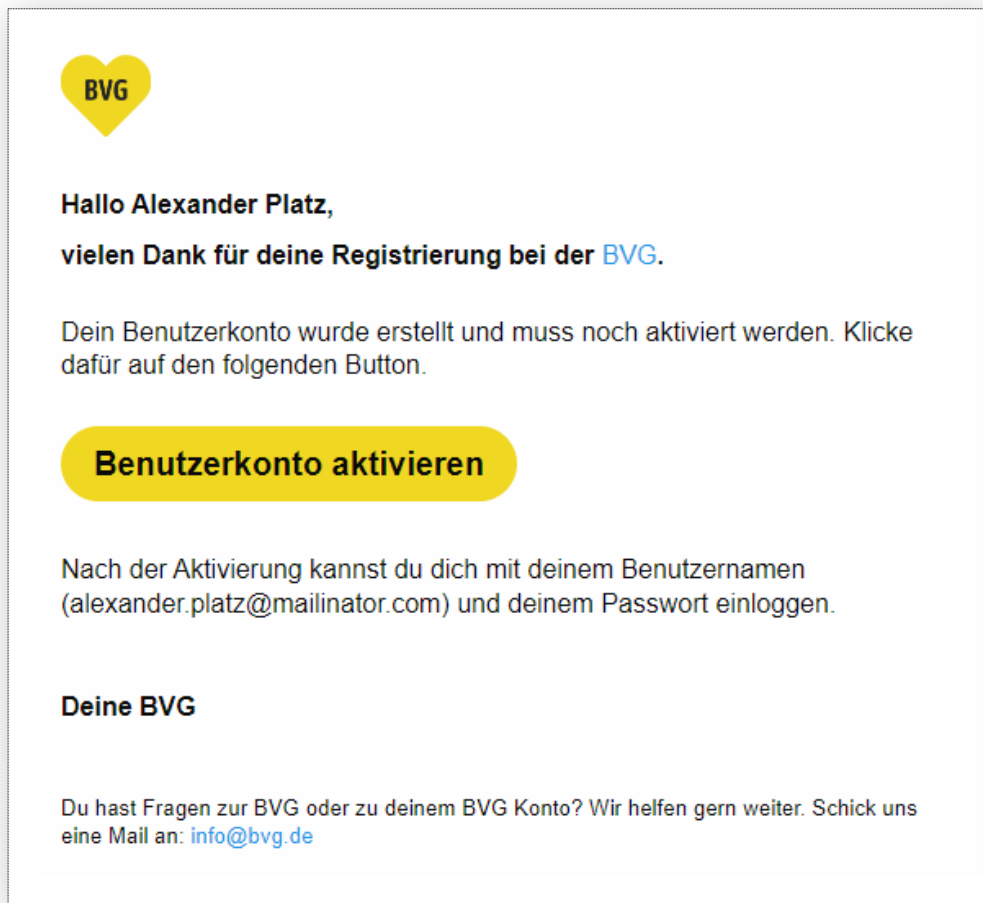 BVG
Hallo Alexander Platz,
vielen Dank für deine Registrierung bei der BVG.
Dein Benutzerkonto wurde erstellt und muss noch aktiviert werden. Klicke
dafür auf den folgenden Button.
Benutzerkonto aktivieren
Nach der Aktivierung kannst du dich mit deinem Benutzernamen
(alexander.platz@mailinator.com) und deinem Passwort einloggen.
Deine BVG
Du hast Fragen zur BVG oder zu deinem BVG Konto? Wir helfen gern weiter. Schick uns
eine Mail an: info@bvg.de